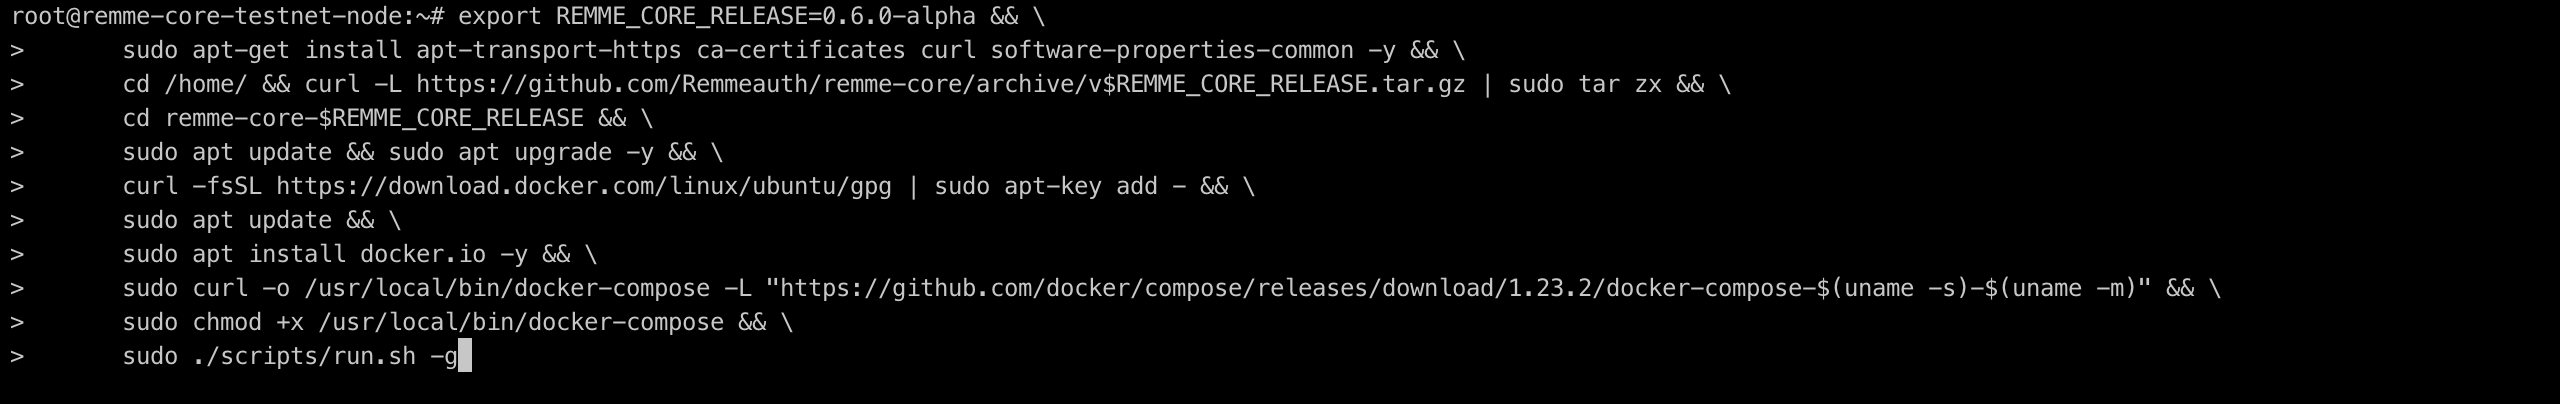 root@remme-core-testnet-node:~# export REMME_CORE_RELEASE=0.6.0-alpha && \
>       sudo apt-get install apt-transport-https ca-certificates curl software-properties-common -y && \
>       cd /home/ && curl -L https://github.com/Remmeauth/remme-core/archive/v$REMME_CORE_RELEASE.tar.gz | sudo tar zx && \
>       cd remme-core-$REMME_CORE_RELEASE && \
>       sudo apt update && sudo apt upgrade -y && \
>       curl -fsSL https://download.docker.com/linux/ubuntu/gpg | sudo apt-key add - && \
>       sudo apt update && \
>       sudo apt install docker.io -y && \
>       sudo curl -o /usr/local/bin/docker-compose -L "https://github.com/docker/compose/releases/download/1.23.2/docker-compose-$(uname -s)-$(uname -m)" && \
>       sudo chmod +x /usr/local/bin/docker-compose && \
>       sudo ./scripts/run.sh -g